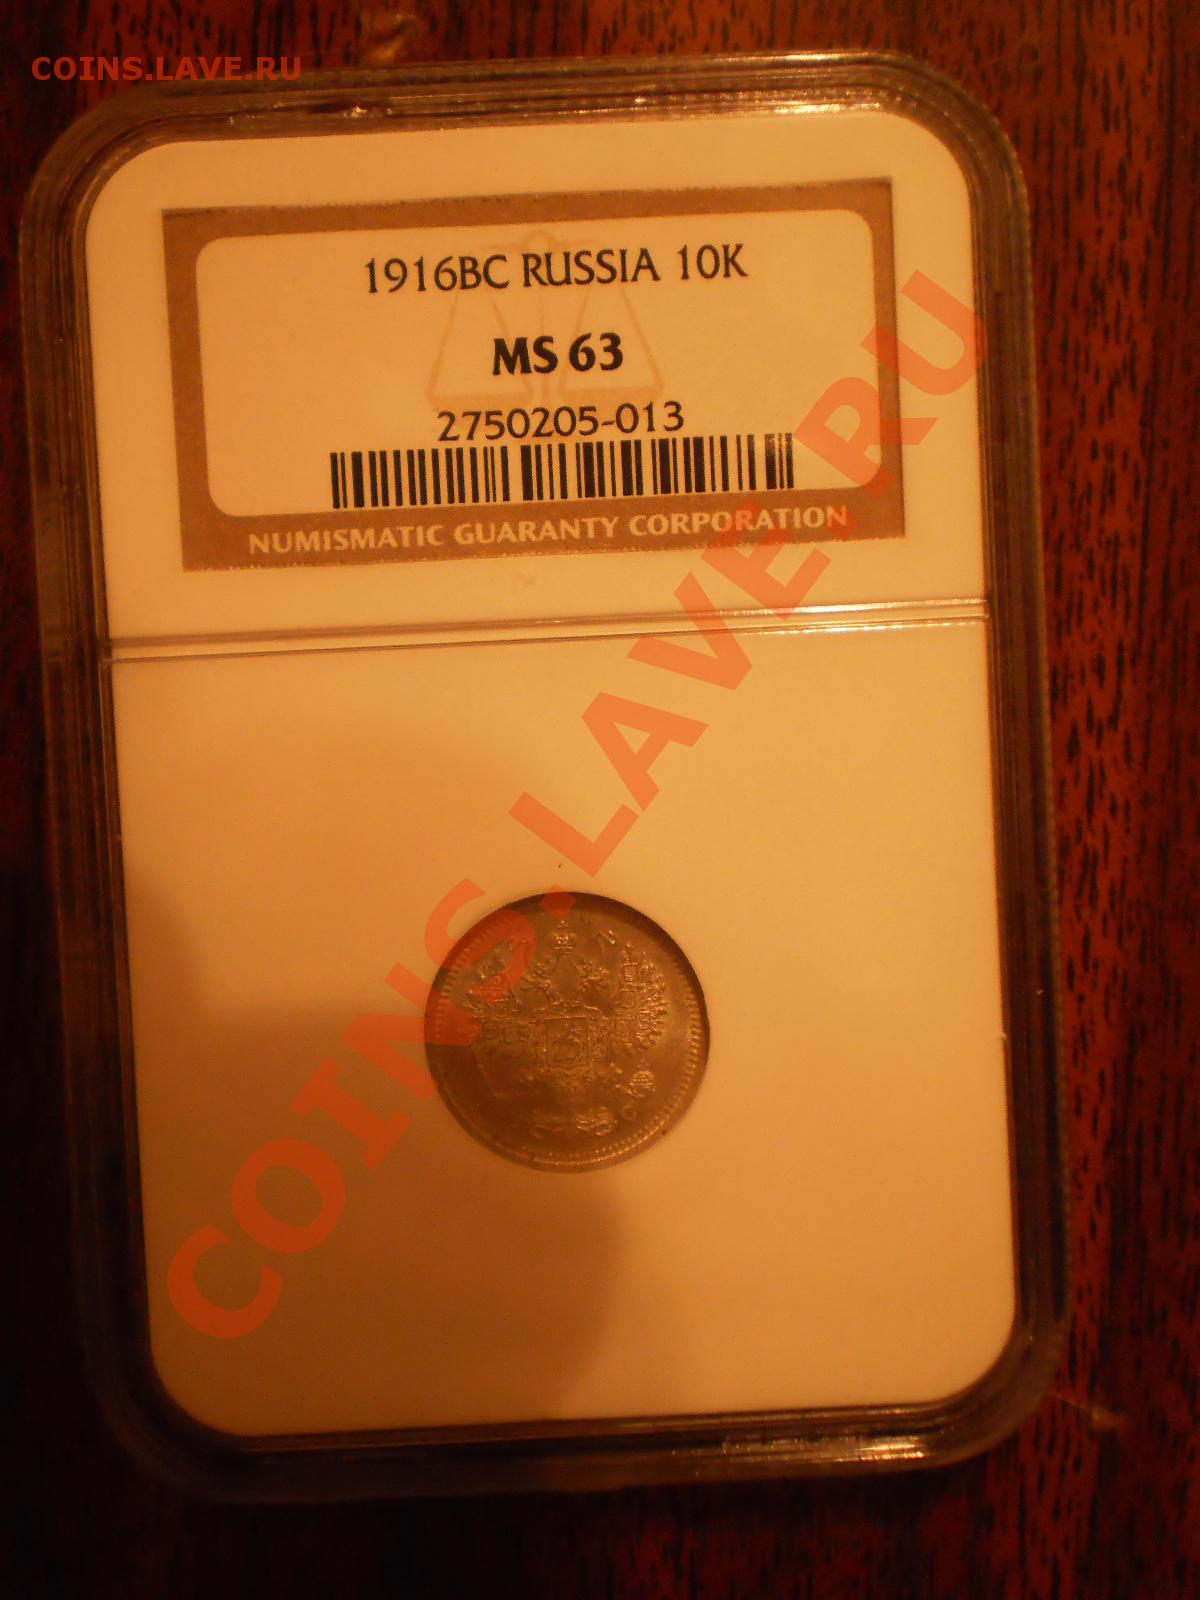 COINS.LAVE.RU
1916BC RUSSIA 10K
MS 63
2750205-013
NUMISMATIC GUARANTY CORPORATION
COINS.LAVE.RU